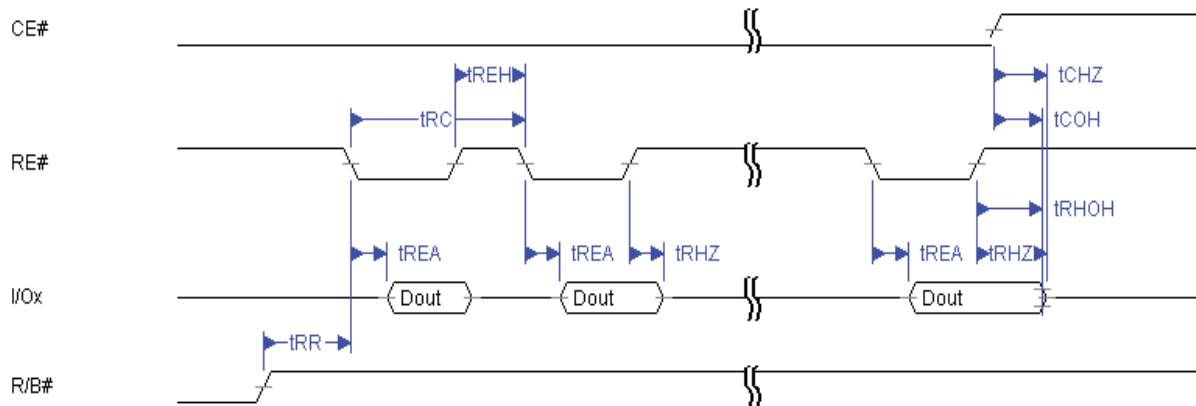 CE#
tREH
tCHZ
tRC
tCOH
RE#
tRHOH
tREA
tREA
tRHZ
tREA
tRHZ
I/Ox
Dout
Dout
Dout
tRR
R/B#